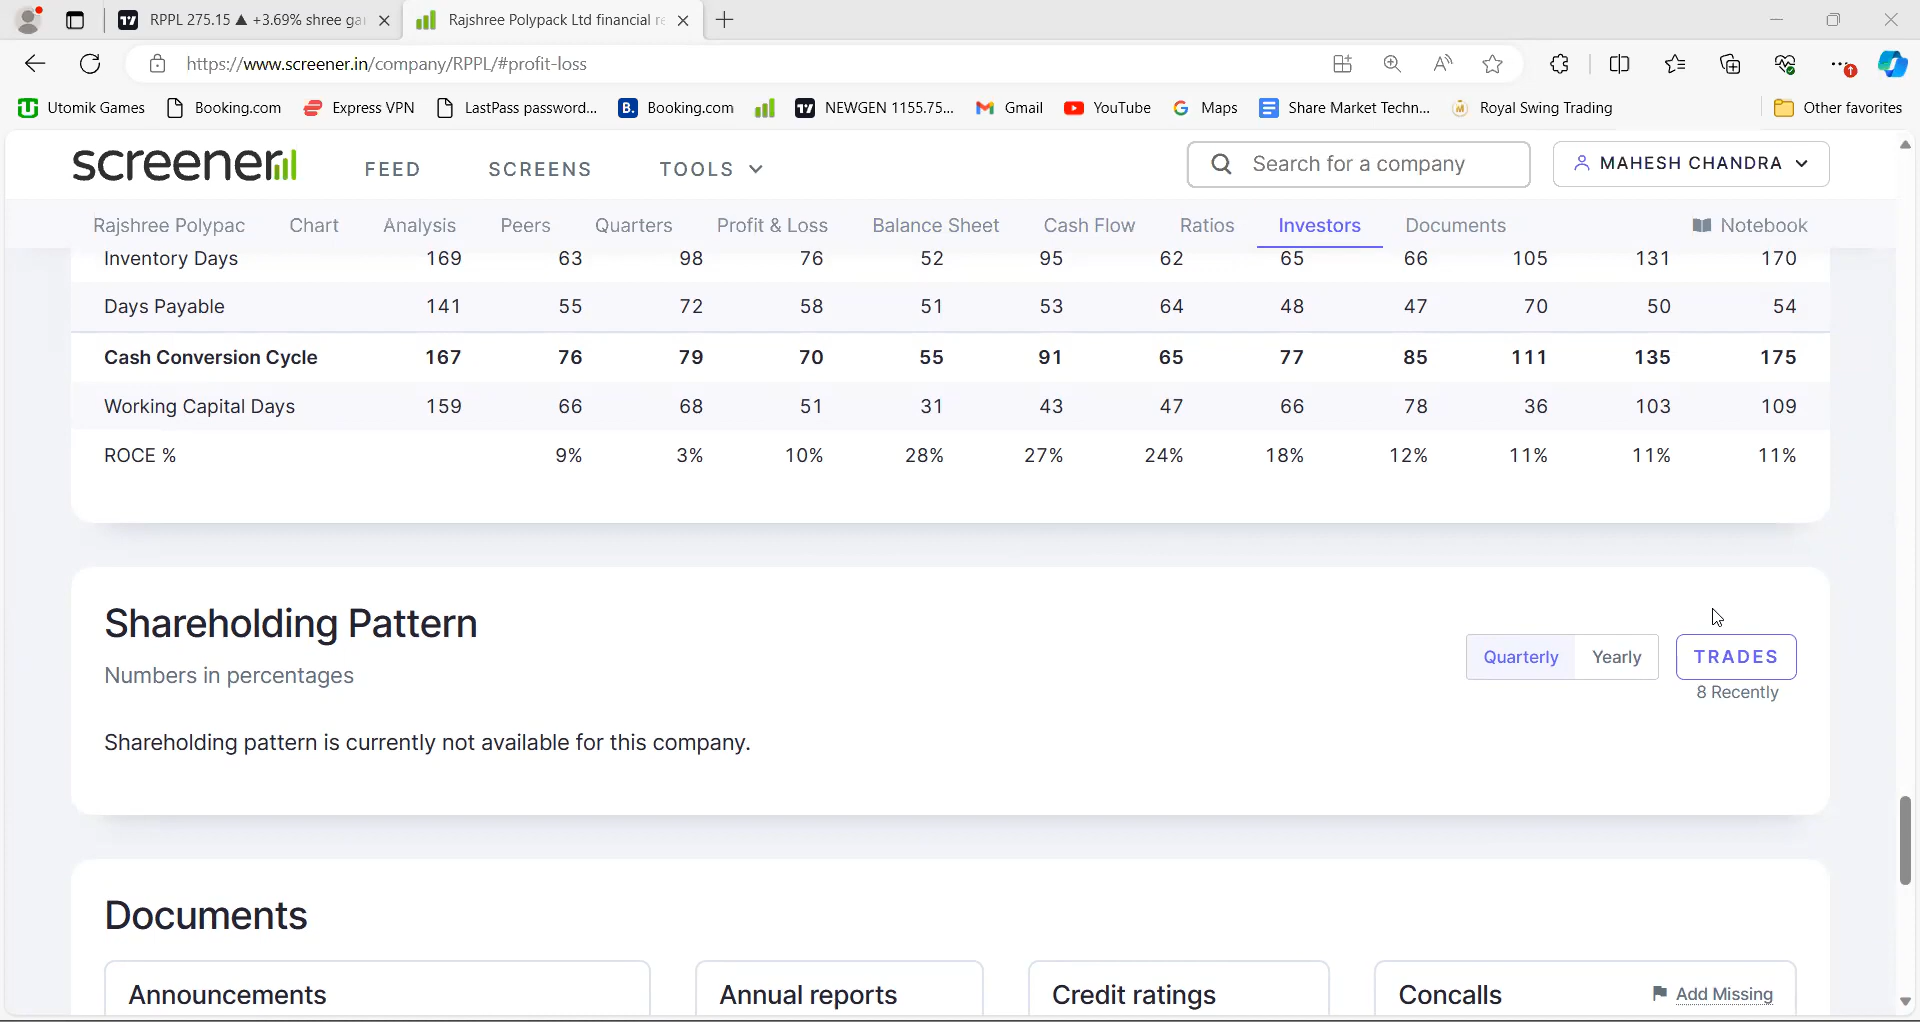 RPPL 275.15 ▲ +3.69% shree ga
Rajshree Polypack Ltd financial re
https://www.screener.in/company/RPPL/#profit-loss
Utomik Games Booking.com Express VPN LastPass password... B. Booking.com NEWGEN 1155.75... Gmail YouTube Maps Share Market Techn... Royal Swing Trading Other favorites
screener FEED SCREENS TOOLS Search for a company MAHESH CHANDRA
Rajshree Polypac Chart Analysis Peers Quarters Profit & Loss Balance Sheet Cash Flow Ratios Investors Documents Notebook
Inventory Days 169 63 98 76 52 95 62 65 66 105 131 170
Days Payable 141 55 72 58 51 53 64 48 47 70 50 54
Cash Conversion Cycle 167 76 79 70 55 91 65 77 85 111 135 175
Working Capital Days 159 66 68 51 31 43 47 66 78 36 103 109
ROCE % 9% 3% 10% 28% 27% 24% 18% 12% 11% 11% 11%
Shareholding Pattern
Quarterly Yearly TRADES
Numbers in percentages
8 Recently
Shareholding pattern is currently not available for this company.
Documents
Announcements Annual reports Credit ratings Concalls Add Missing